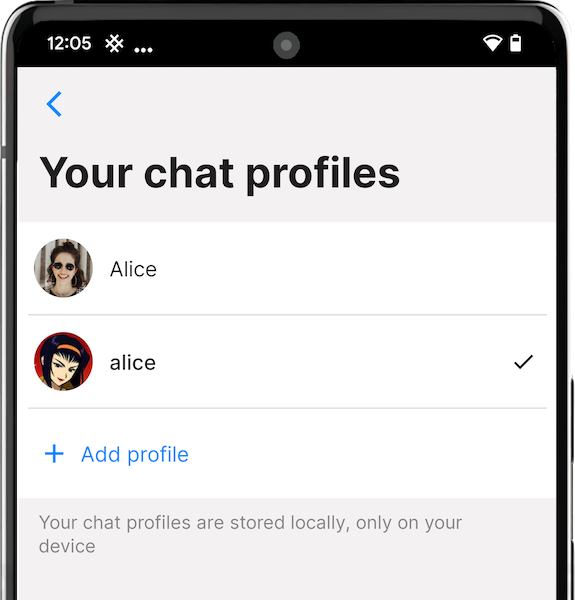 12:05
Your chat profiles
Alice
alice
Add profile
Your chat profiles are stored locally, only on your
device